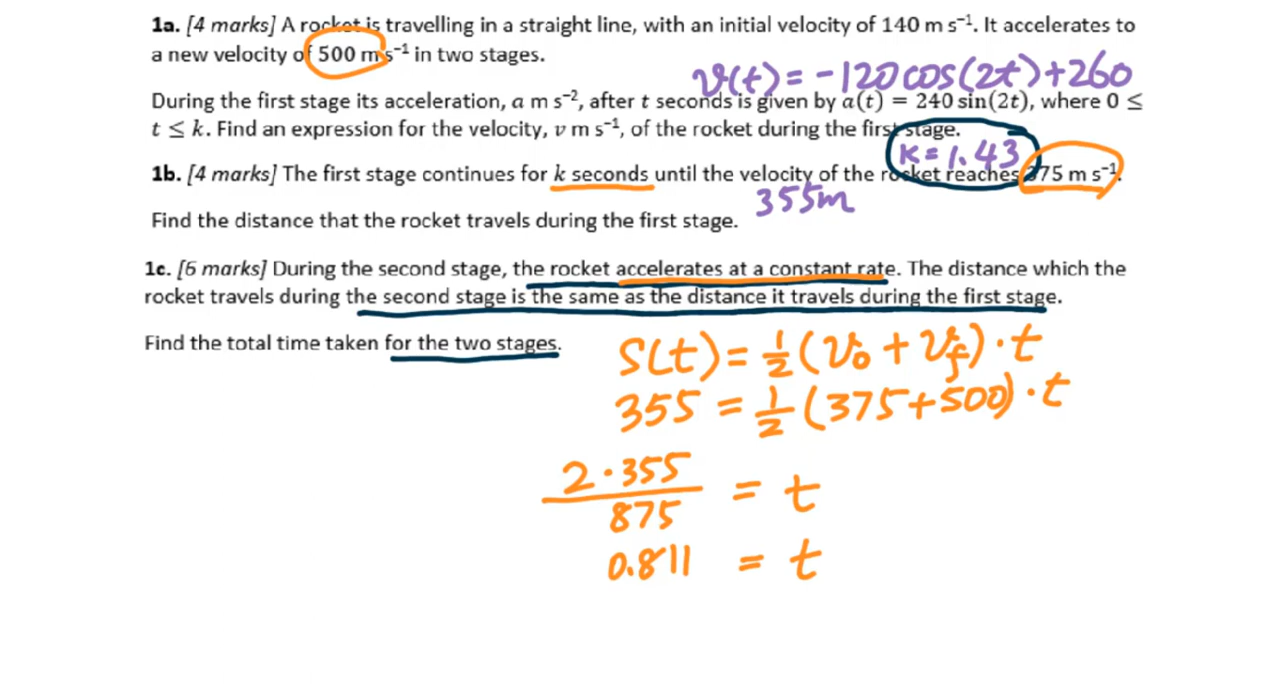 1a. [4 marks] A rocket is travelling in a straight line, with an initial velocity of 140 m s⁻¹. It accelerates to
a new velocity of 500 m s⁻¹ in two stages.
v(t) = -120cos(2t)+260
During the first stage its acceleration, a m s⁻², after t seconds is given by a(t) = 240 sin(2t), where 0 ≤
t ≤ k. Find an expression for the velocity, v m s⁻¹, of the rocket during the first stage.
K = 1.43
1b. [4 marks] The first stage continues for k seconds until the velocity of the rocket reaches 375 m s⁻¹.
355m
Find the distance that the rocket travels during the first stage.
1c. [6 marks] During the second stage, the rocket accelerates at a constant rate. The distance which the
rocket travels during the second stage is the same as the distance it travels during the first stage.
Find the total time taken for the two stages.
S(t) = ½(v₀ + v_f)·t
355 = ½(375+500)·t
2·355
/875 = t
0.811 = t